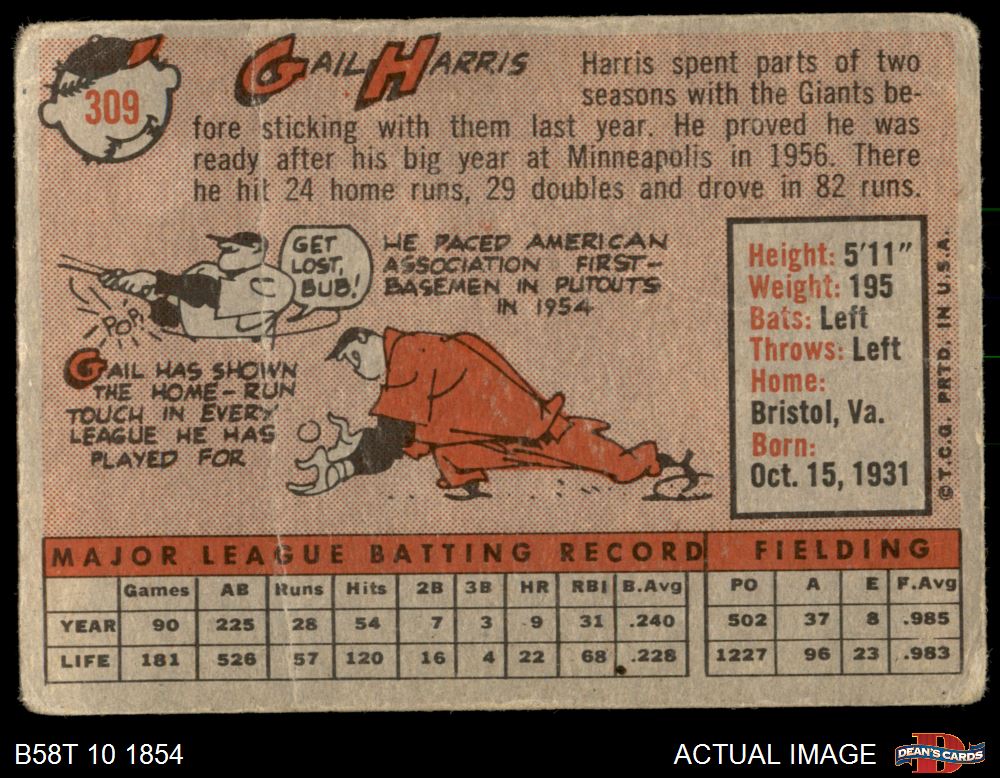 309
GAIL HARRIS
Harris spent parts of two
seasons with the Giants be-
fore sticking with them last year. He proved he was
ready after his big year at Minneapolis in 1956. There
he hit 24 home runs, 29 doubles and drove in 82 runs.
GET
LOST,
BUB!
POP!
HE PACED AMERICAN
ASSOCIATION FIRST-
BASEMEN IN PUTOUTS
IN 1954
GAIL HAS SHOWN
THE HOME-RUN
TOUCH IN EVERY
LEAGUE HE HAS
PLAYED FOR
Height: 5'11"
Weight: 195
Bats: Left
Throws: Left
Home:
Bristol, Va.
Born:
Oct. 15, 1931
© T.C.G. PRTD. IN U.S.A.
MAJOR LEAGUE BATTING RECORD FIELDING
Games AB Runs Hits 2B 3B HR RBI B.Avg PO A E F.Avg
YEAR 90 225 28 54 7 3 9 31 .240 502 37 8 .985
LIFE 181 526 57 120 16 4 22 68 .228 1227 96 23 .983
B58T 10 1854
ACTUAL IMAGE
DEAN'S CARDS